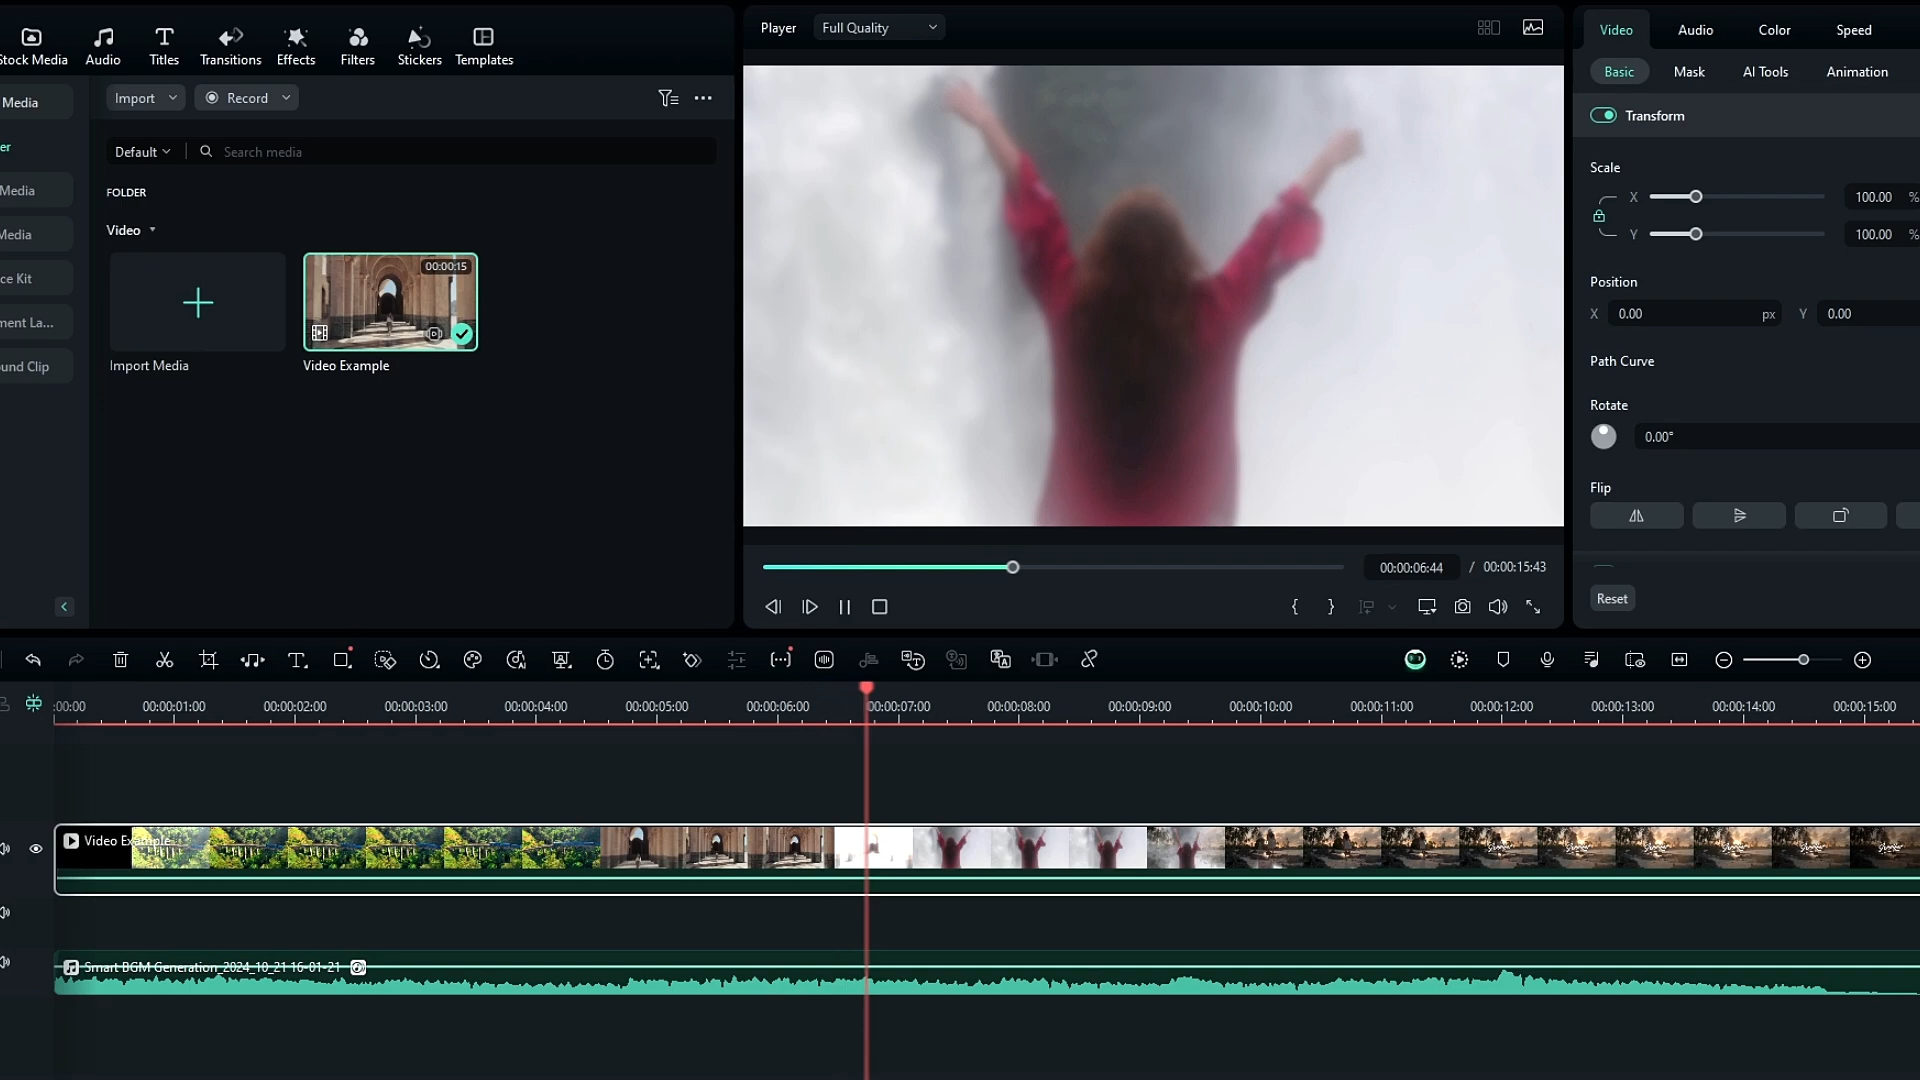 Stock Media
Audio
Titles
Transitions
Effects
Filters
Stickers
Templates
Player
Full Quality
Video
Audio
Color
Speed
Basic
Mask
AI Tools
Animation
Media
Import
Record
Transform
er
Default
Search media
Media
FOLDER
Scale
X
100.00
%
Media
Video
Y
100.00
%
ce Kit
00:00:15
Position
X
0.00
px
Y
0.00
ment La...
und Clip
Import Media
Video Example
Path Curve
Rotate
0.00°
Flip
00:00:06:44
/
00:00:15:43
Reset
:00:00
00:00:01:00
00:00:02:00
00:00:03:00
00:00:04:00
00:00:05:00
00:00:06:00
00:00:07:00
00:00:08:00
00:00:09:00
00:00:10:00
00:00:11:00
00:00:12:00
00:00:13:00
00:00:14:00
00:00:15:00
Video Example
Smart BGM Generation_2024_10_21 16-01-21